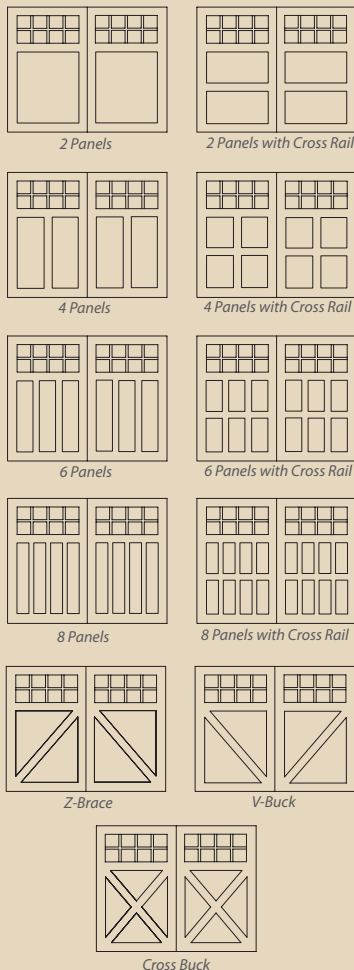 2 Panels
2 Panels with Cross Rail
4 Panels
4 Panels with Cross Rail
6 Panels
6 Panels with Cross Rail
8 Panels
8 Panels with Cross Rail
Z-Brace
V-Buck
Cross Buck